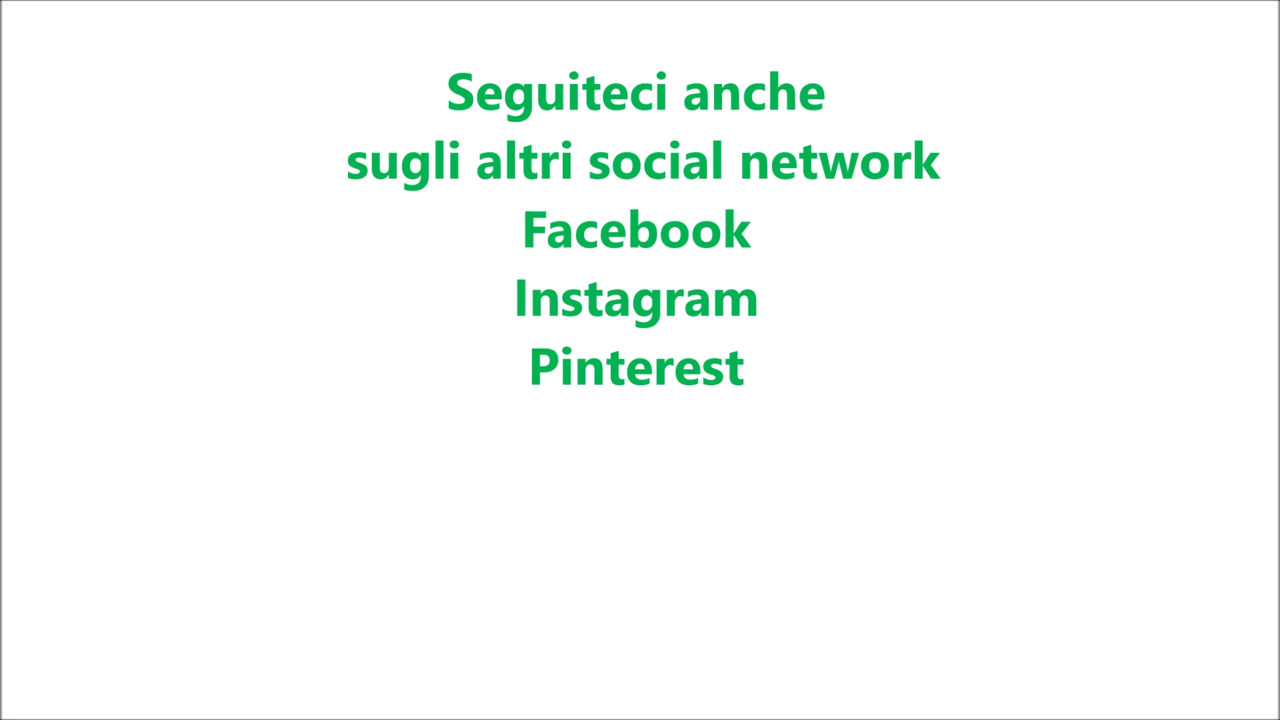 Seguiteci anche
sugli altri social network
Facebook
Instagram
Pinterest